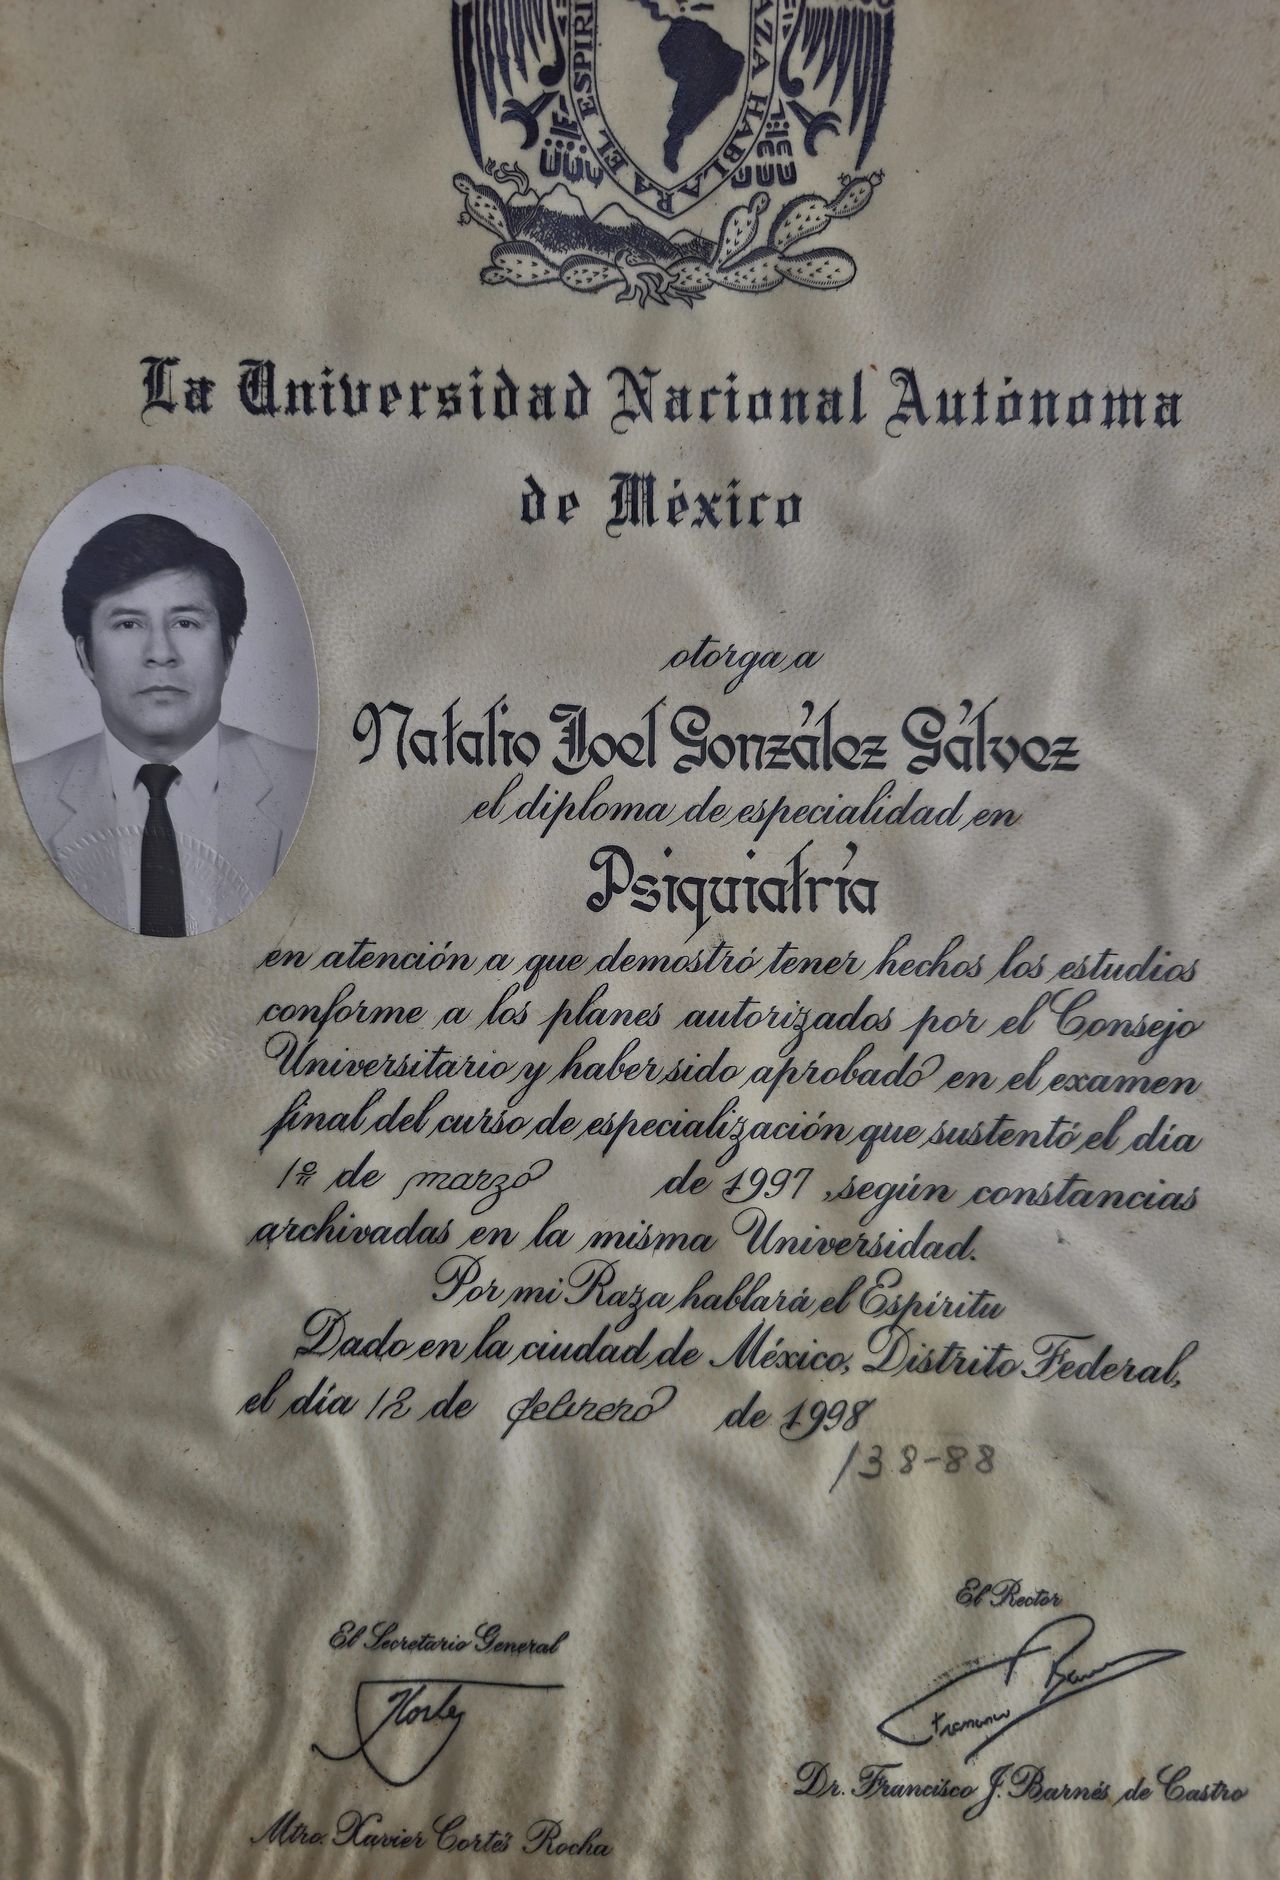 ESPIRI
RAZA HABLARA EL
La Universidad Nacional Autónoma
de México
otorga a
Natalio Joel González Gálvez
el diploma de especialidad en
Psiquiatría
en atención a que demostró tener hechos los estudios
conforme a los planes autorizados por el Consejo
Universitario y haber sido aprobado en el examen
final del curso de especialización que sustentó el día
1º de marzo de 1997, según constancias
archivadas en la misma Universidad.
Por mi Raza hablará el Espíritu
Dado en la ciudad de México, Distrito Federal,
el día 12 de febrero de 1998
138-88
El Rector
El Secretario General
Dr. Francisco J. Barnés de Castro
Mtro. Xavier Cortés Rocha